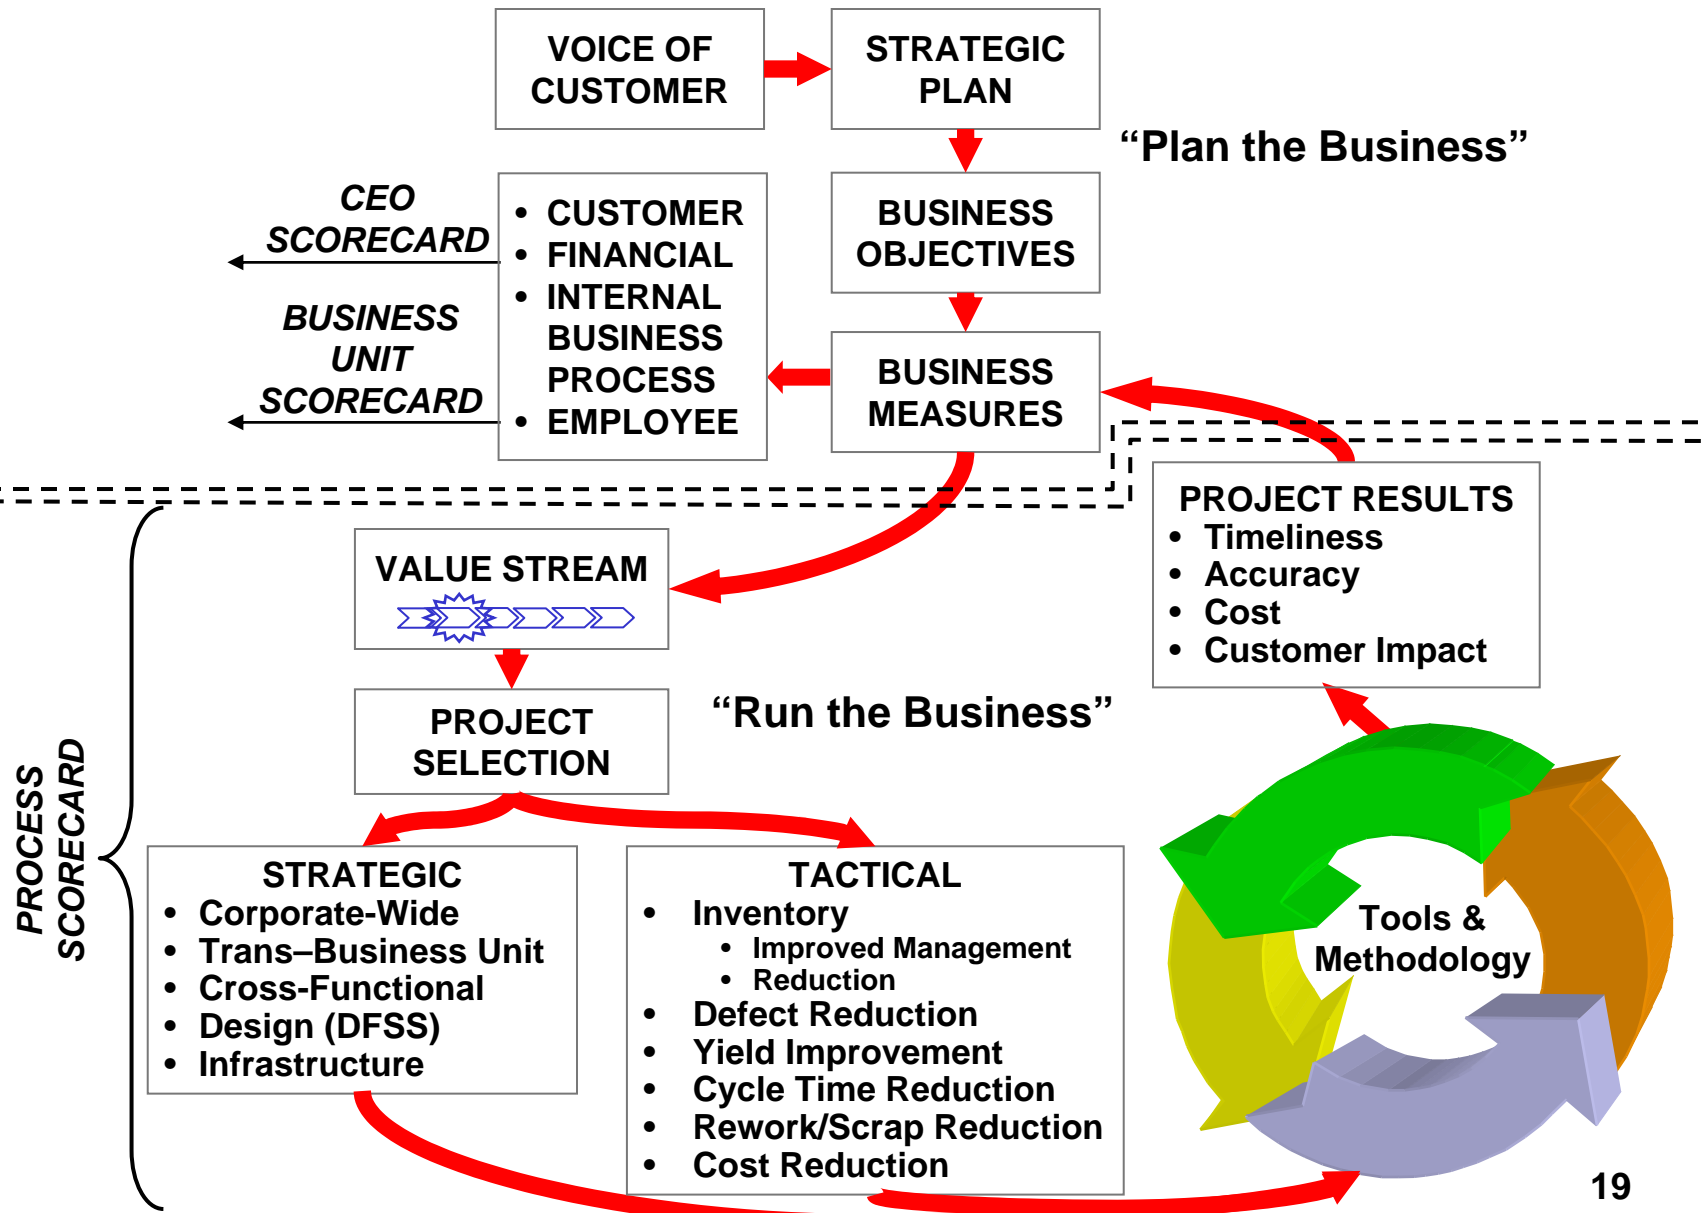 VOICE OF
CUSTOMER
STRATEGIC
PLAN
“Plan the Business”
CEO
SCORECARD
BUSINESS
UNIT
SCORECARD
• CUSTOMER
• FINANCIAL
• INTERNAL
BUSINESS
PROCESS
• EMPLOYEE
BUSINESS
OBJECTIVES
BUSINESS
MEASURES
PROJECT RESULTS
• Timeliness
• Accuracy
• Cost
• Customer Impact
VALUE STREAM
PROJECT
SELECTION
“Run the Business”
PROCESS
SCORECARD
STRATEGIC
• Corporate-Wide
• Trans–Business Unit
• Cross-Functional
• Design (DFSS)
• Infrastructure
TACTICAL
• Inventory
• Improved Management
• Reduction
• Defect Reduction
• Yield Improvement
• Cycle Time Reduction
• Rework/Scrap Reduction
• Cost Reduction
Tools &
Methodology
19